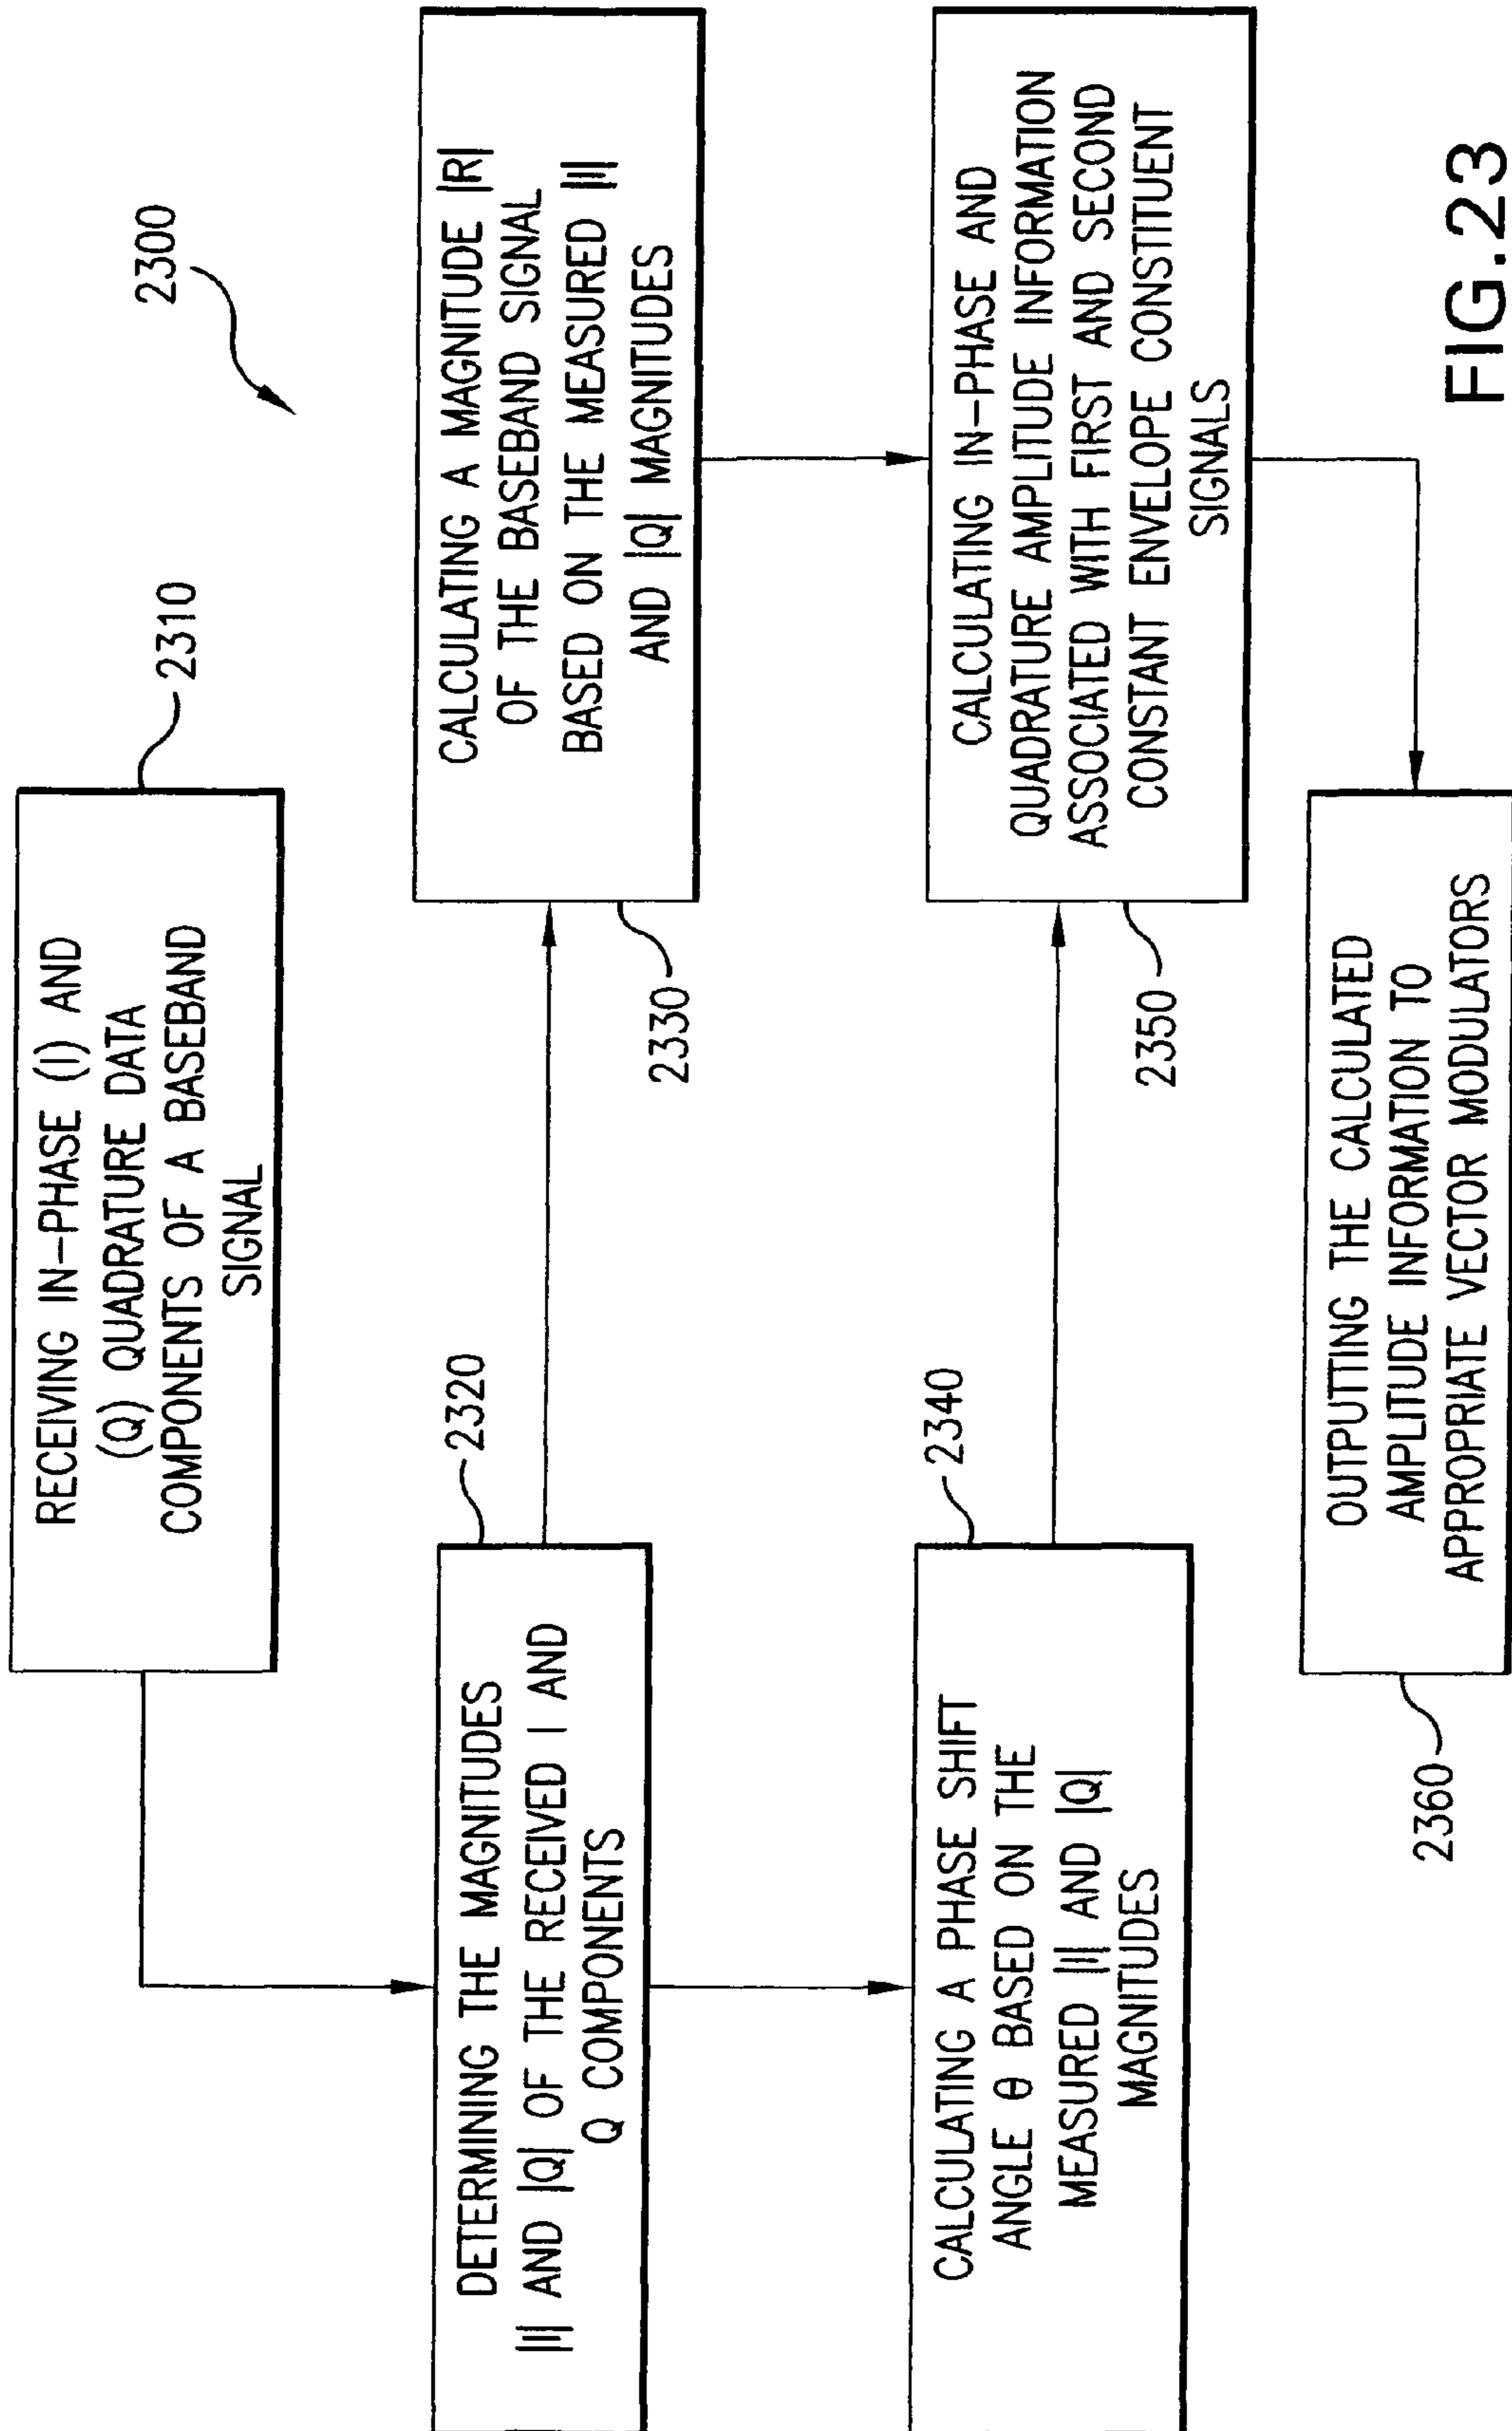 2300
RECEIVING IN-PHASE (I) AND
(Q) QUADRATURE DATA
COMPONENTS OF A BASEBAND
SIGNAL
2310
DETERMINING THE MAGNITUDES
|I| AND |Q| OF THE RECEIVED I AND
Q COMPONENTS
2320
CALCULATING A MAGNITUDE |R|
OF THE BASEBAND SIGNAL
BASED ON THE MEASURED |I|
AND |Q| MAGNITUDES
2330
CALCULATING A PHASE SHIFT
ANGLE θ BASED ON THE
MEASURED |I| AND |Q|
MAGNITUDES
2340
CALCULATING IN-PHASE AND
QUADRATURE AMPLITUDE INFORMATION
ASSOCIATED WITH FIRST AND SECOND
CONSTANT ENVELOPE CONSTITUENT
SIGNALS
2350
OUTPUTTING THE CALCULATED
AMPLITUDE INFORMATION TO
APPROPRIATE VECTOR MODULATORS
2360
FIG.23